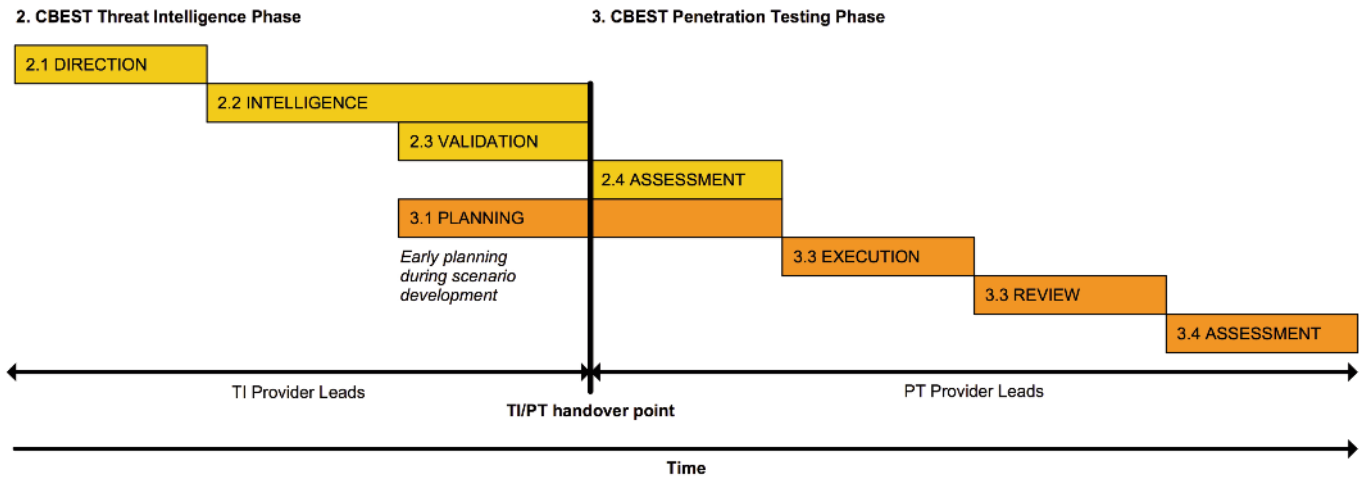 2. CBEST Threat Intelligence Phase
3. CBEST Penetration Testing Phase
2.1 DIRECTION
2.2 INTELLIGENCE
2.3 VALIDATION
2.4 ASSESSMENT
3.1 PLANNING
Early planning
during scenario
development
3.3 EXECUTION
3.3 REVIEW
3.4 ASSESSMENT
TI Provider Leads
PT Provider Leads
TI/PT handover point
Time